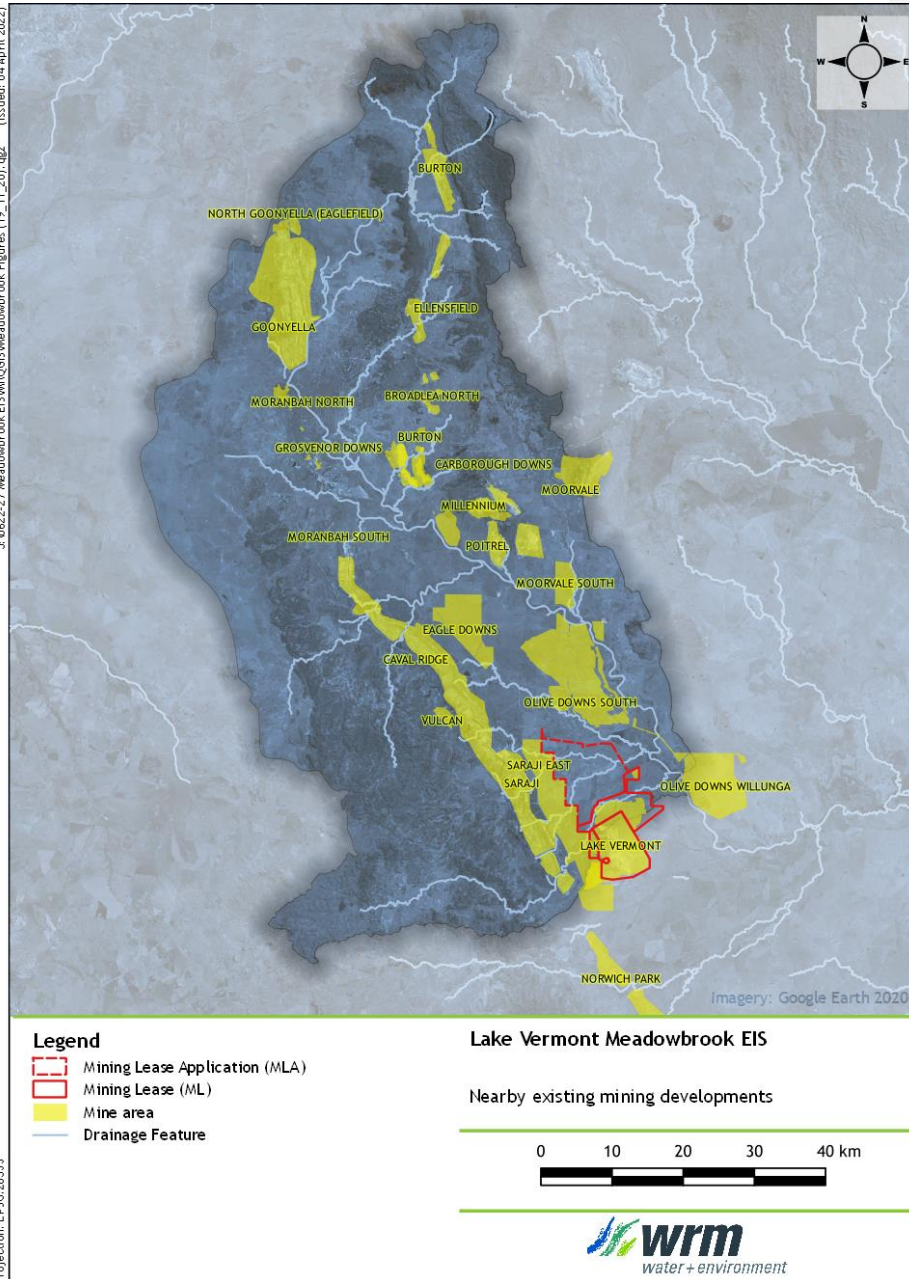 N
W E
S
BURTON
NORTH GOONYELLA (EAGLEFIELD)
ELLENSFIELD
GOONYELLA
MORANBAH NORTH
BROADLEA NORTH
BURTON
GROSVENOR DOWNS
CARBOROUGH DOWNS
MOORVALE
MILLENNIUM
MORANBAH SOUTH
POITREL
MOORVALE SOUTH
EAGLE DOWNS
CAVAL RIDGE
OLIVE DOWNS SOUTH
VULCAN
SARAJI EAST
SARAJI
OLIVE DOWNS WILLUNGA
LAKE VERMONT
NORWICH PARK
Imagery: Google Earth 2020
Legend
Mining Lease Application (MLA)
Mining Lease (ML)
Mine area
Drainage Feature
Lake Vermont Meadowbrook EIS
Nearby existing mining developments
0 10 20 30 40 km
wrm
water+environment